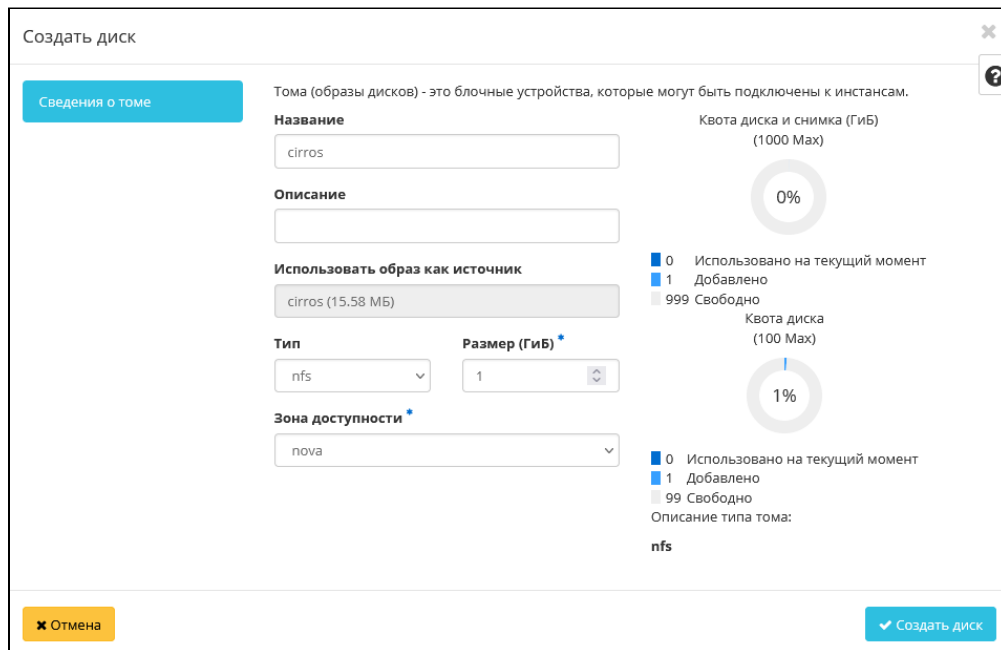 Создать диск
Сведения о томе
Тома (образы дисков) - это блочные устройства, которые могут быть подключены к инстансам.
Название
cirros
Описание
Использовать образ как источник
cirros (15.58 МБ)
Тип
Размер (ГиБ) *
nfs
1
Зона доступности *
nova
Квота диска и снимка (ГиБ)
(1000 Max)
0%
0 Использовано на текущий момент
1 Добавлено
999 Свободно
Квота диска
(100 Max)
1%
0 Использовано на текущий момент
1 Добавлено
99 Свободно
Описание типа тома:
nfs
Отмена
Создать диск